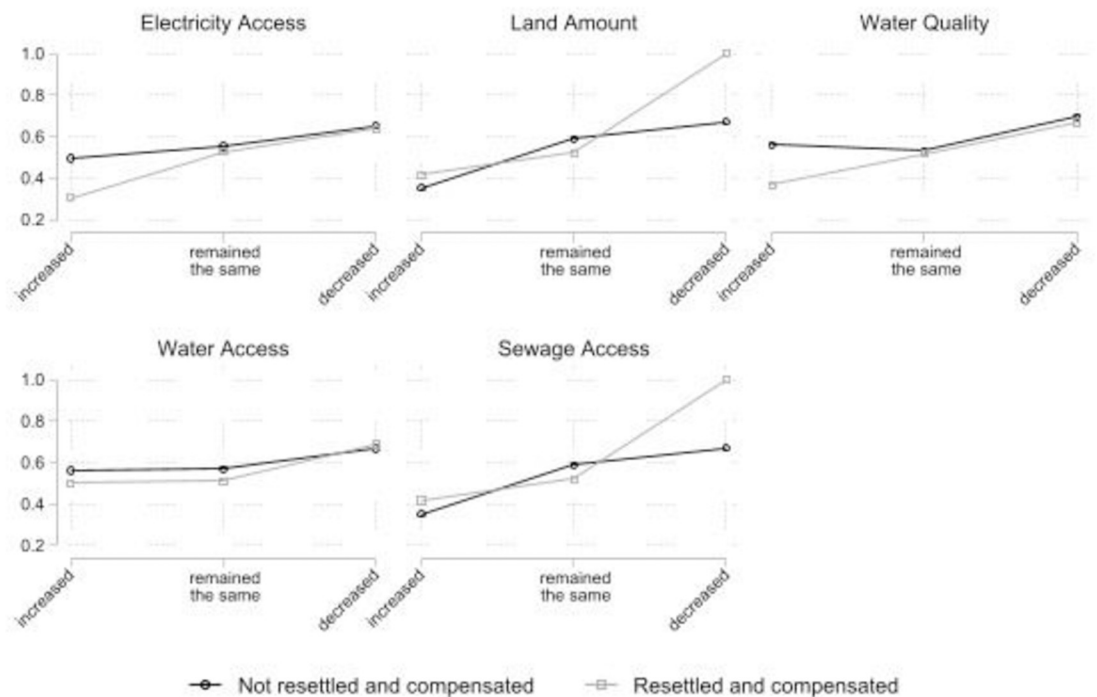 Electricity Access
Land Amount
Water Quality
1.0
0.8
0.6
0.4
0.2
increased
remained
the same
decreased
increased
remained
the same
decreased
increased
remained
the same
decreased
Water Access
Sewage Access
1.0
0.8
0.6
0.4
0.2
increased
remained
the same
decreased
increased
remained
the same
decreased
Not resettled and compensated
Resettled and compensated